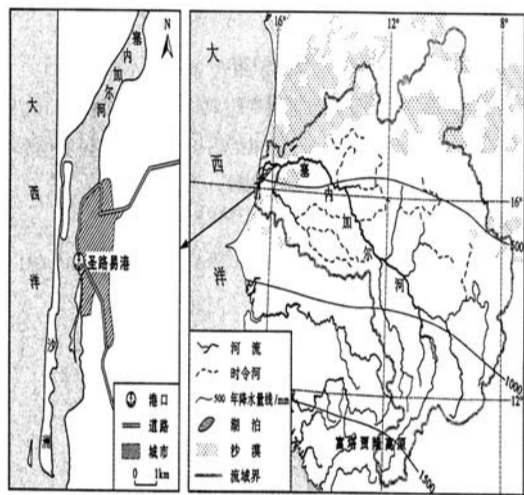 N
塞内加尔河
大西洋
圣路易港
沙洲
港口
道路
城市
0 1km
16° 12° 8°
大西洋
塞内加尔河
16°
500
1000
12°
1500
富塔贾隆高原
河流
时令河
500 年降水量线/mm
湖泊
沙漠
流域界